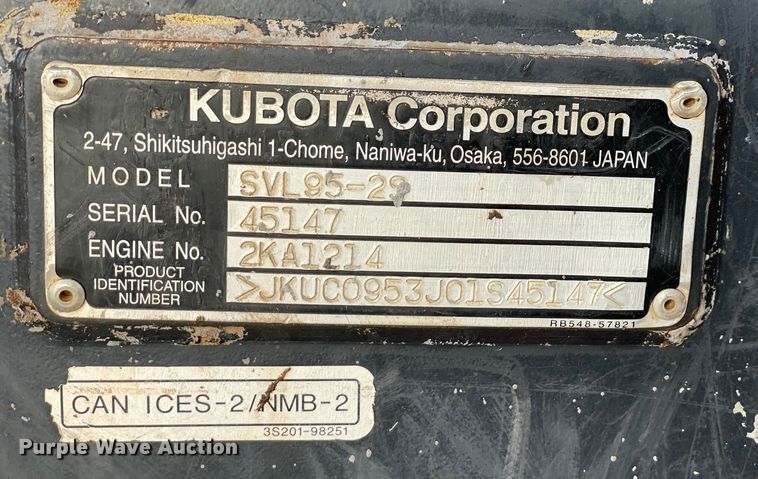 KUBOTA Corporation
2-47, Shikitsuhigashi 1-Chome, Naniwa-ku, Osaka, 556-8601 JAPAN
MODEL SVL95-2S
SERIAL No. 45147
ENGINE No. 2KA1214
PRODUCT
IDENTIFICATION
NUMBER >JKUC0953J01S45147<
RB548-57821
CAN ICES-2/NMB-2
3S201-98251
Purple Wave Auction